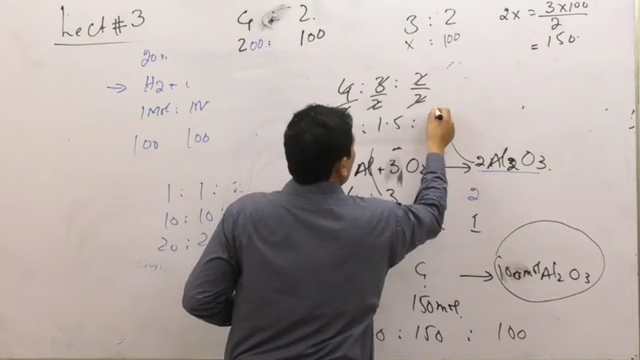 Lect#3
4 : 2
200: 100
3 : 2
x : 100
2x = 3x100
2
= 150
20
H2 +
1Mol :
100 100
4 : 3 : 2
2 2
: 1.5 :
Al + 3O2 → 2Al2O3
3 2
1
1 : 1 :
10 : 10 :
20 : 2
4 → 100mol Al2O3
150mol
0 : 150 : 100